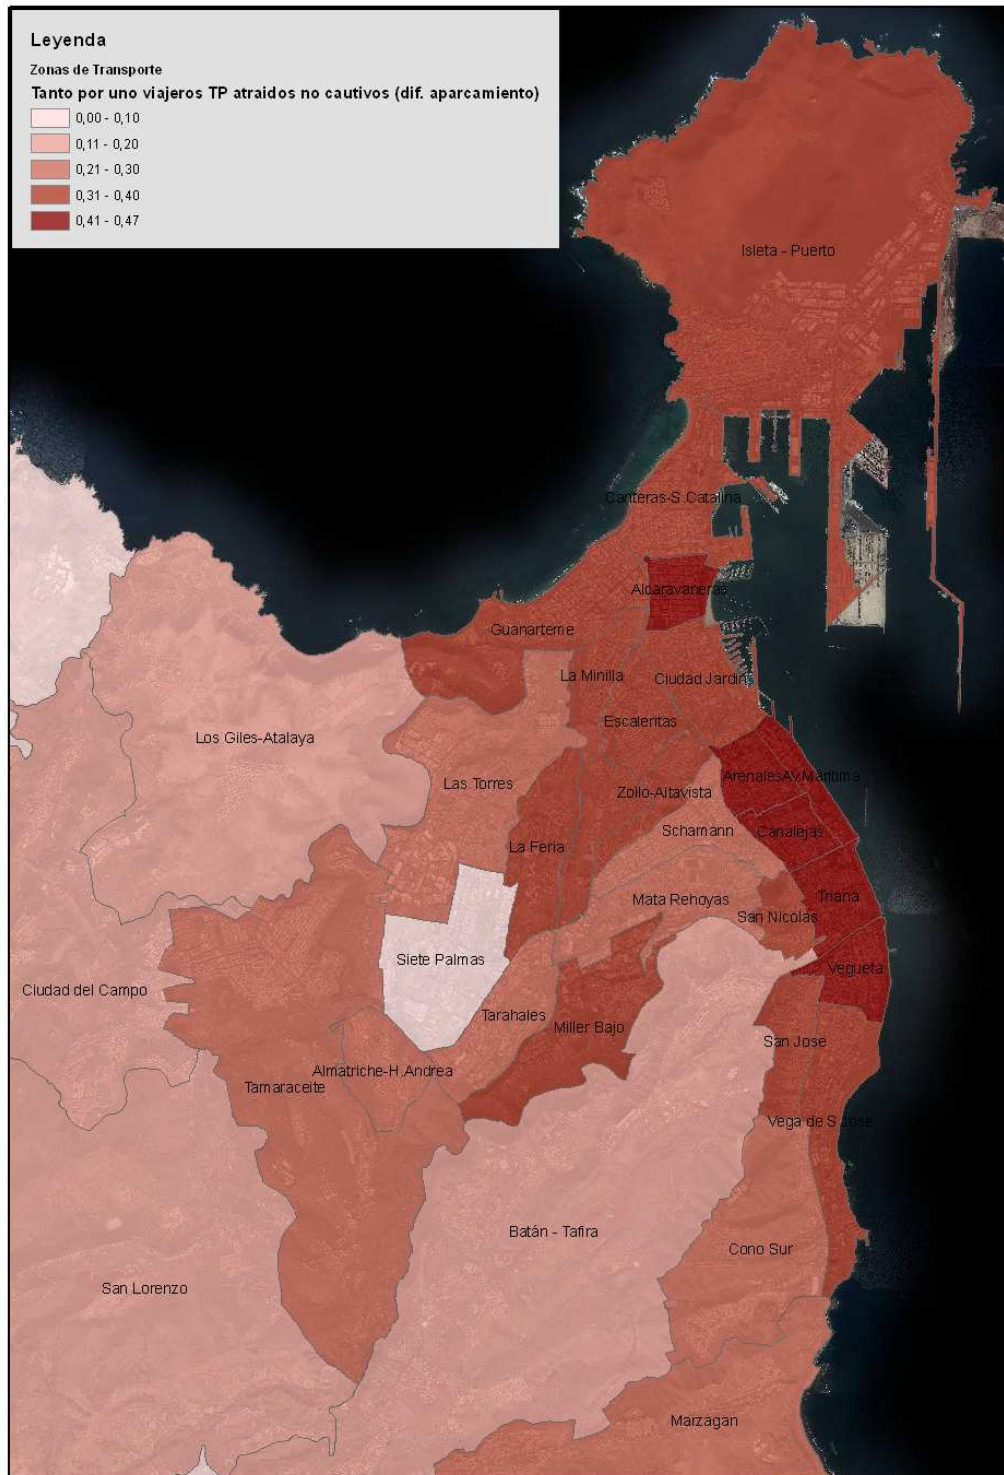 Leyenda
Zonas de Transporte
Tanto por uno viajeros TP atraidos no cautivos (dif. aparcamiento)
0,00 - 0,10
0,11 - 0,20
0,21 - 0,30
0,31 - 0,40
0,41 - 0,47
Isleta - Puerto
Canteras-S.Catalina
Alcaravaneras
Guanarteme
La Minilla
Ciudad Jardín
Escaleritas
Los Giles-Atalaya
Las Torres
Arenales
Av.Marítima
Zollo-Altavista
Schamann
Canalejas
La Feria
Mata Rehoyas
Triana
San Nicolás
Siete Palmas
Vegueta
Ciudad del Campo
Tarahales
Miller Bajo
San Jose
Almatriche-H.Andrea
Tamaraceite
Vega de S.Jose
Batán - Tafira
Cono Sur
San Lorenzo
Marzagan